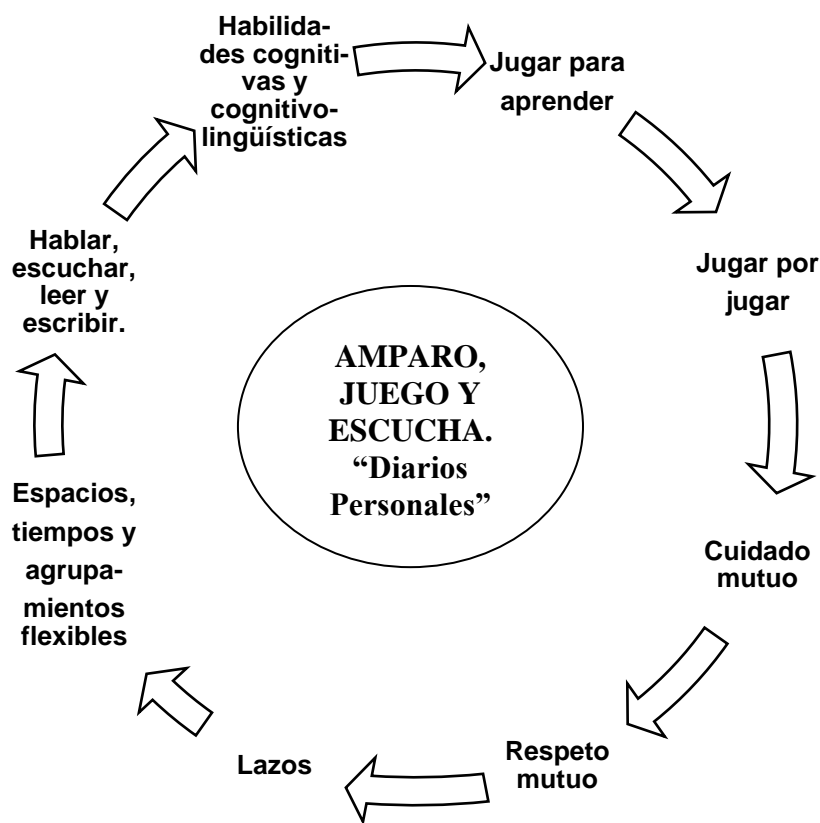 Habilida-
des cogniti-
vas y
cognitivo-
lingüísticas
Jugar para
aprender
Jugar por
jugar
Cuidado
mutuo
Respeto
mutuo
Lazos
Espacios,
tiempos y
agrupa-
mientos
flexibles
Hablar,
escuchar,
leer y
escribir.
AMPARO,
JUEGO Y
ESCUCHA.
“Diarios
Personales”